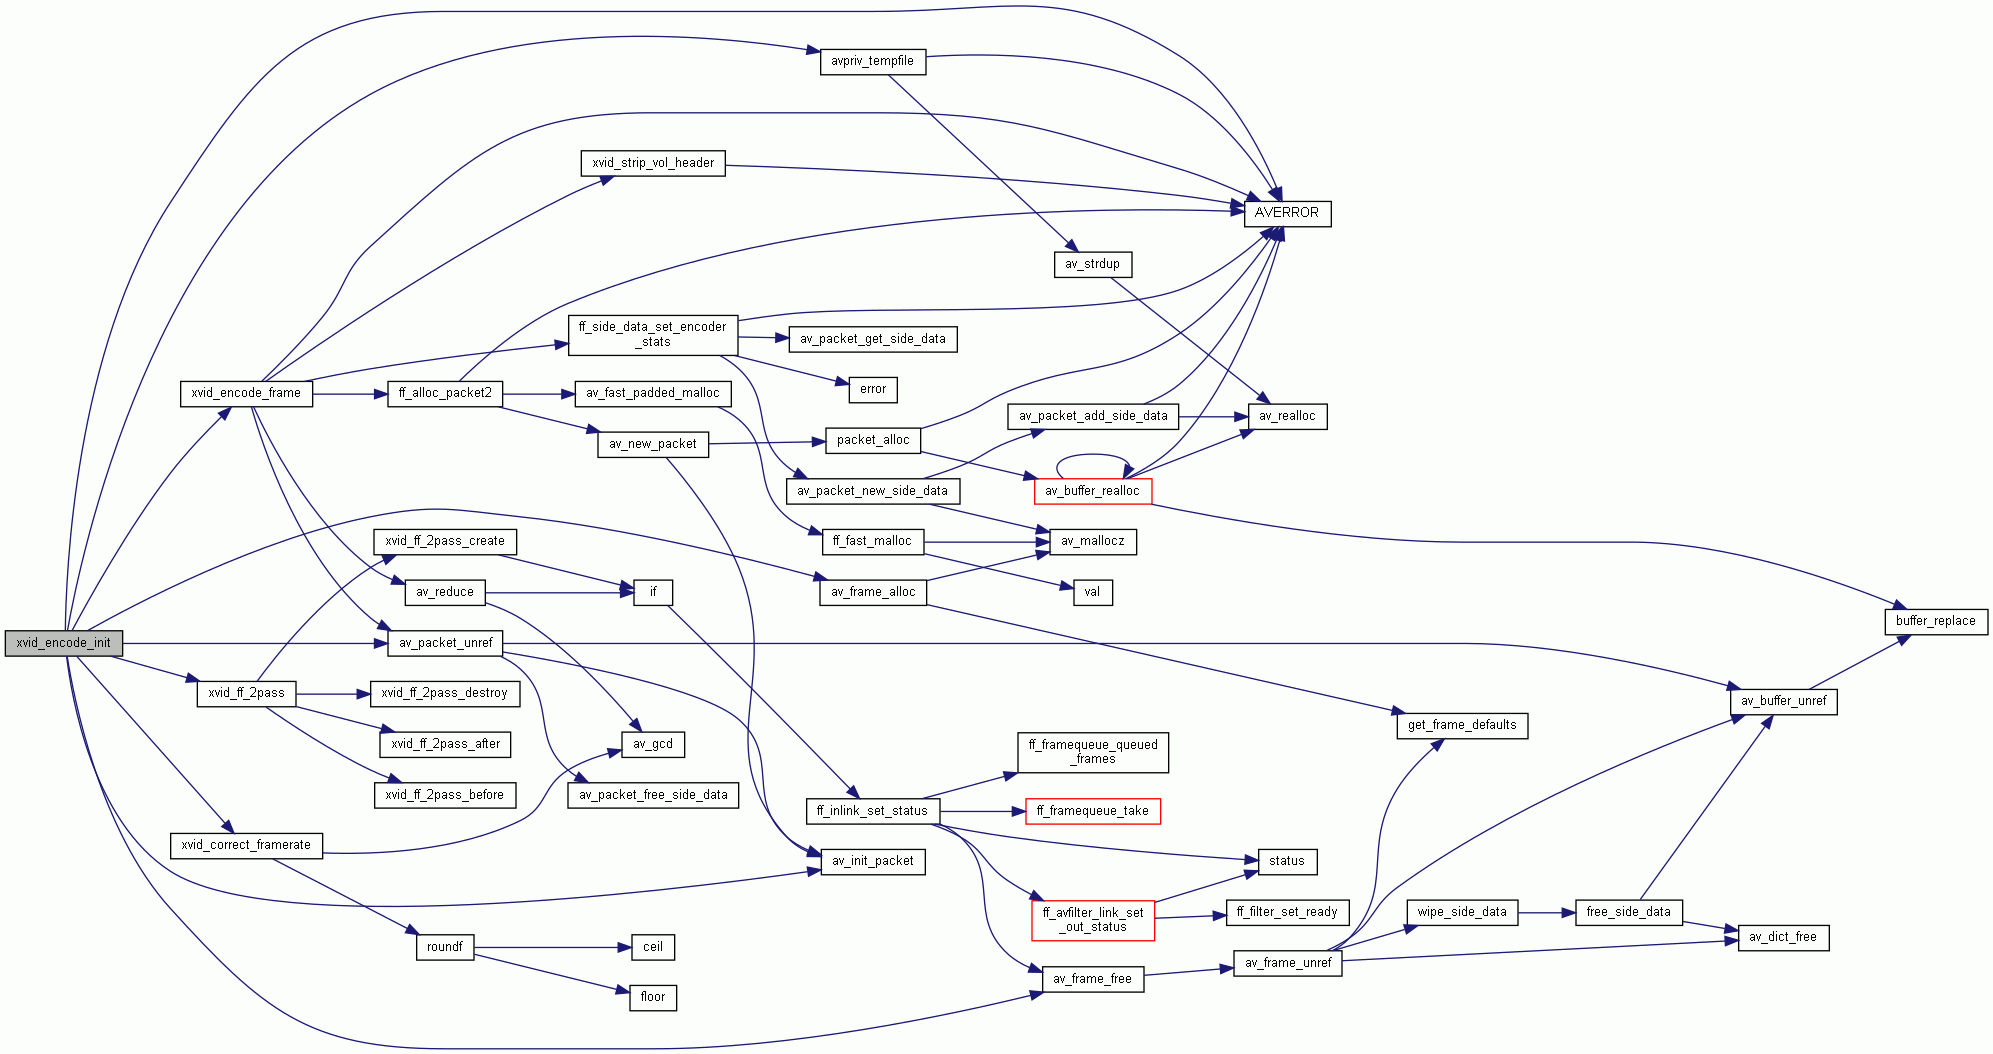 avpriv_tempfile
xvid_strip_vol_header
AVERROR
av_strdup
ff_side_data_set_encoder
_stats
av_packet_get_side_data
error
xvid_encode_frame
ff_alloc_packet2
av_fast_padded_malloc
av_packet_add_side_data
av_realloc
av_new_packet
packet_alloc
av_packet_new_side_data
av_buffer_realloc
xvid_ff_2pass_create
ff_fast_malloc
av_mallocz
av_reduce
if
av_frame_alloc
val
buffer_replace
xvid_encode_init
av_packet_unref
xvid_ff_2pass
xvid_ff_2pass_destroy
av_buffer_unref
get_frame_defaults
xvid_ff_2pass_after
av_gcd
ff_framequeue_queued
_frames
xvid_ff_2pass_before
av_packet_free_side_data
ff_inlink_set_status
ff_framequeue_take
xvid_correct_framerate
av_init_packet
status
ff_avfilter_link_set
_out_status
ff_filter_set_ready
wipe_side_data
free_side_data
av_dict_free
roundf
ceil
av_frame_unref
av_frame_free
floor